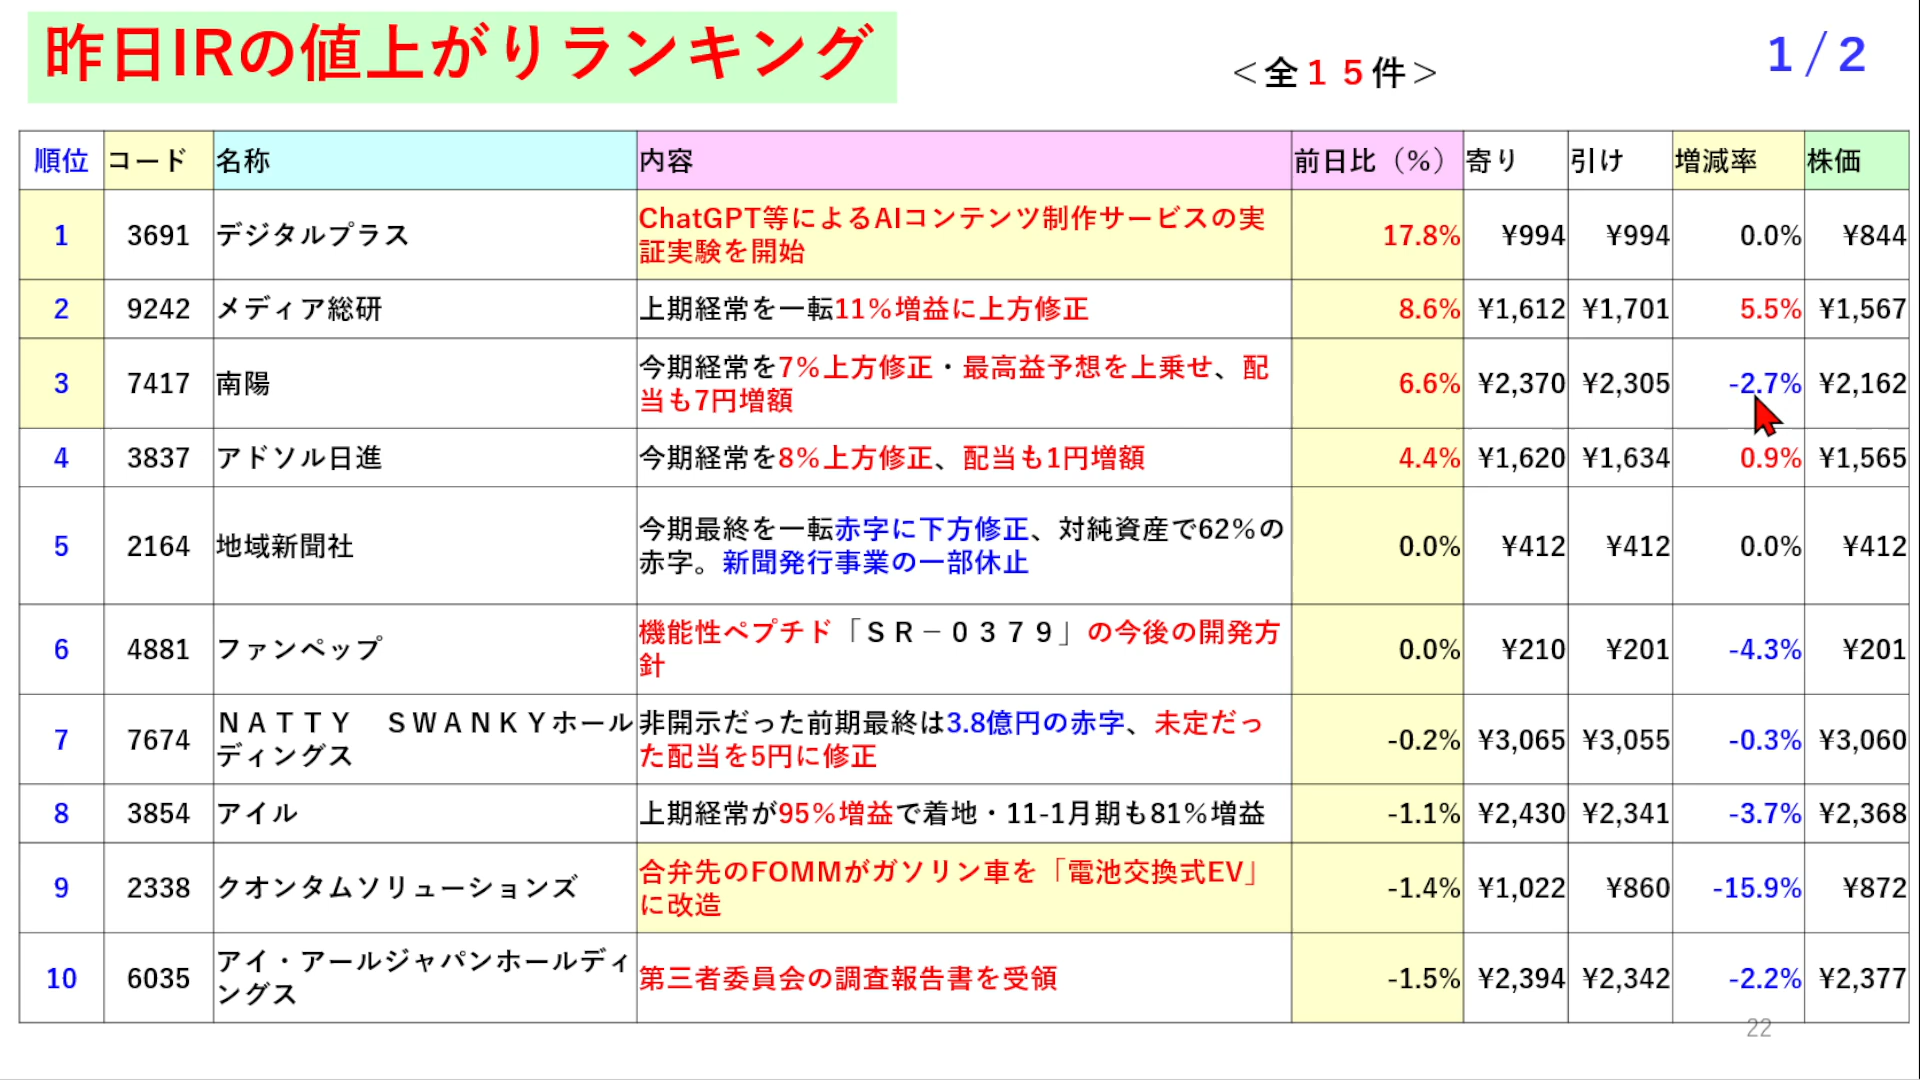 昨日IRの値上がりランキング
＜全１５件＞
1/2
順位 コード 名称 内容 前日比（%） 寄り 引け 増減率 株価
1 3691 デジタルプラス ChatGPT等によるAIコンテンツ制作サービスの実 17.8% ¥994 ¥994 0.0% ¥844
証実験を開始
2 9242 メディア総研 上期経常を一転11%増益に上方修正 8.6% ¥1,612 ¥1,701 5.5% ¥1,567
3 7417 南陽 今期経常を7%上方修正・最高益予想を上乗せ、配 6.6% ¥2,370 ¥2,305 -2.7% ¥2,162
当も7円増額
4 3837 アドソル日進 今期経常を8%上方修正、配当も1円増額 4.4% ¥1,620 ¥1,634 0.9% ¥1,565
5 2164 地域新聞社 今期最終を一転赤字に下方修正、対純資産で62%の 0.0% ¥412 ¥412 0.0% ¥412
赤字。新聞発行事業の一部休止
6 4881 ファンペップ 機能性ペプチド「ＳＲ－０３７９」の今後の開発方 0.0% ¥210 ¥201 -4.3% ¥201
針
7 7674 ＮＡＴＴＹ　ＳＷＡＮＫＹホール 非開示だった前期最終は3.8億円の赤字、未定だっ -0.2% ¥3,065 ¥3,055 -0.3% ¥3,060
ディングス た配当を5円に修正
8 3854 アイル 上期経常が95%増益で着地・11-1月期も81%増益 -1.1% ¥2,430 ¥2,341 -3.7% ¥2,368
9 2338 クオンタムソリューションズ 合弁先のFOMMがガソリン車を「電池交換式EV」 -1.4% ¥1,022 ¥860 -15.9% ¥872
に改造
10 6035 アイ・アールジャパンホールディ 第三者委員会の調査報告書を受領 -1.5% ¥2,394 ¥2,342 -2.2% ¥2,377
ングス
22